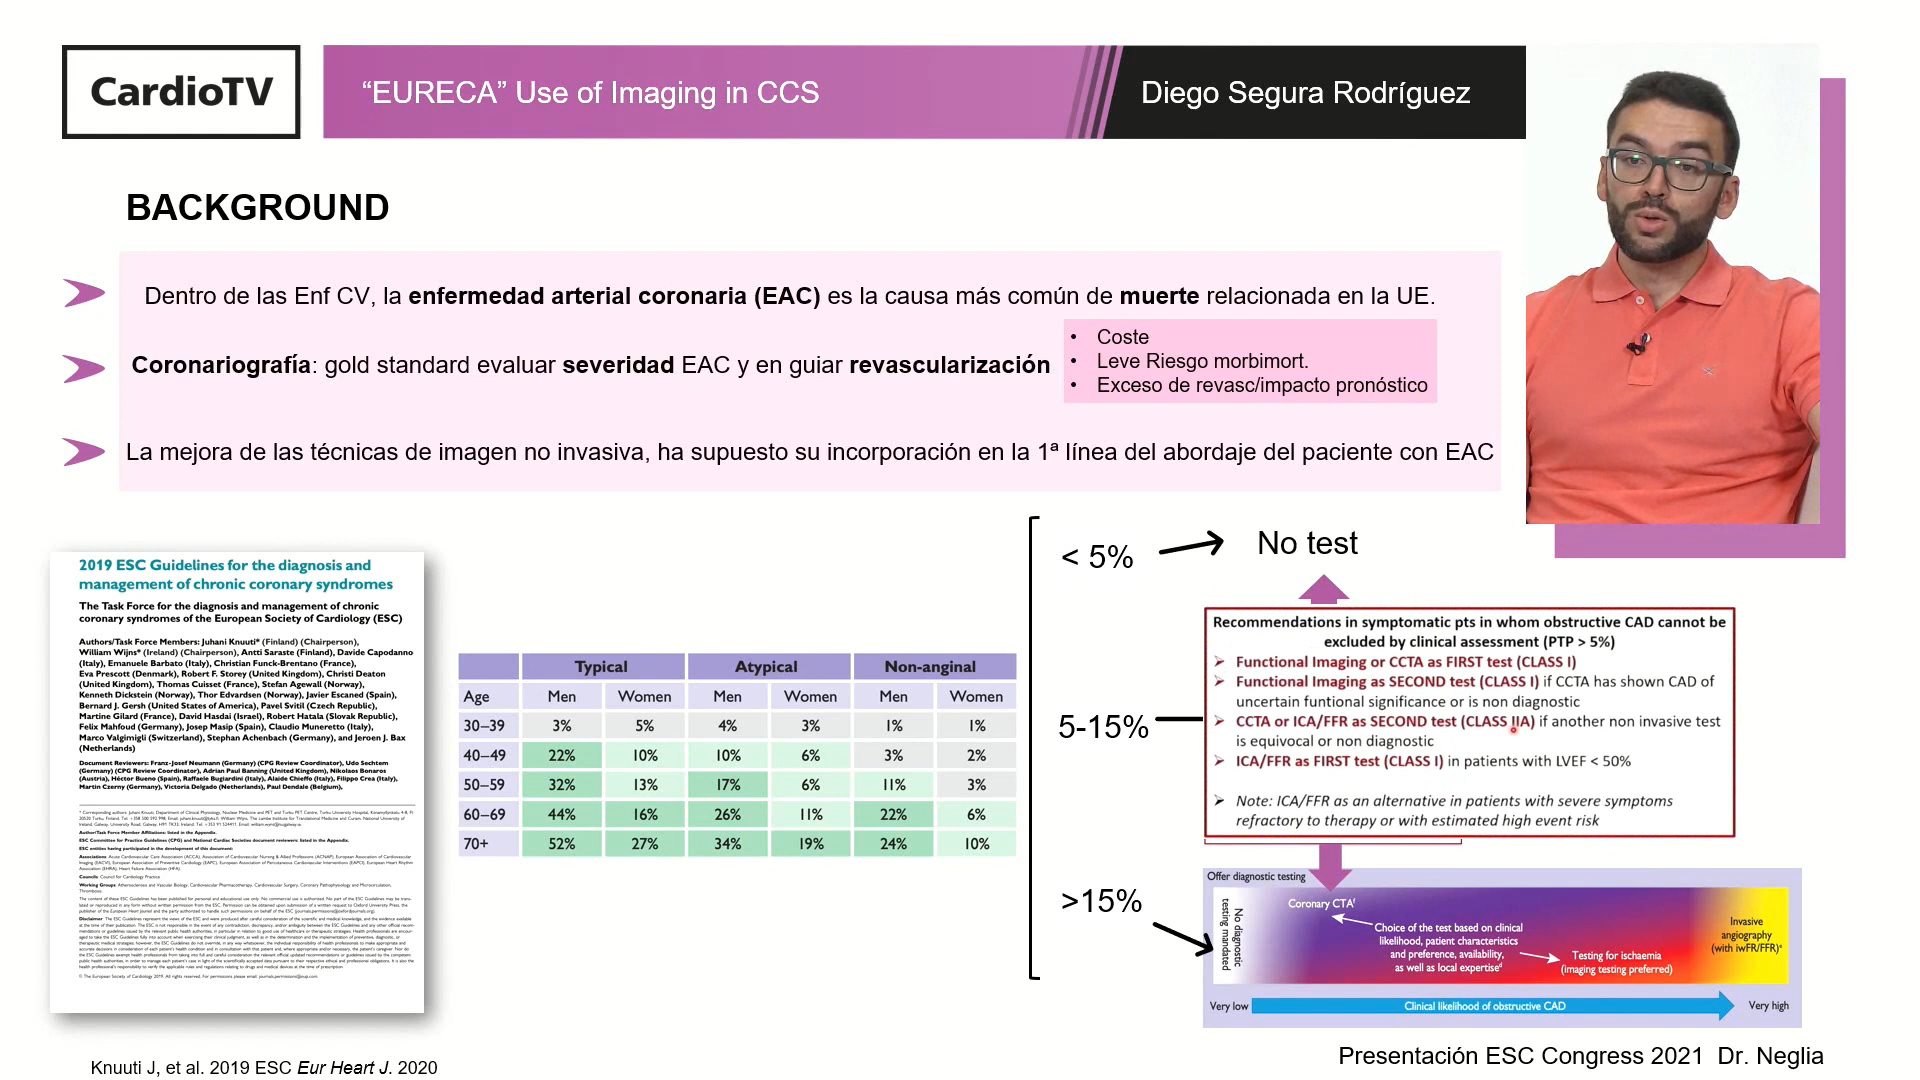 CardioTV
“EURECA” Use of Imaging in CCS
Diego Segura Rodríguez
BACKGROUND
Dentro de las Enf CV, la enfermedad arterial coronaria (EAC) es la causa más común de muerte relacionada en la UE.
Coronariografía: gold standard evaluar severidad EAC y en guiar revascularización
• Coste
• Leve Riesgo morbimort.
• Exceso de revasc/impacto pronóstico
La mejora de las técnicas de imagen no invasiva, ha supuesto su incorporación en la 1ª línea del abordaje del paciente con EAC
2019 ESC Guidelines for the diagnosis and
management of chronic coronary syndromes
The Task Force for the diagnosis and management of chronic
coronary syndromes of the European Society of Cardiology (ESC)
Authors/Task Force Members: Juhani Knuuti* (Finland) (Chairperson),
William Wijns* (Ireland) (Chairperson), Antti Saraste (Finland), Davide Capodanno
(Italy), Emanuele Barbato (Italy), Christian Funck-Brentano (France),
Eva Prescott (Denmark), Robert F. Storey (United Kingdom), Christi Deaton
(United Kingdom), Thomas Cuisset (France), Stefan Agewall (Norway),
Kenneth Dickstein (Norway), Thor Edvardsen (Norway), Javier Escaned (Spain),
Bernard J. Gersh (United States of America), Pavel Svitil (Czech Republic),
Martine Gilard (France), David Hasdai (Israel), Robert Hatala (Slovak Republic),
Felix Mahfoud (Germany), Josep Masip (Spain), Claudio Muneretto (Italy),
Marco Valgimigli (Switzerland), Stephan Achenbach (Germany), and Jeroen J. Bax
(Netherlands)
Document Reviewers: Franz-Josef Neumann (Germany) (CPG Review Coordinator), Udo Sechtem
(Germany) (CPG Review Coordinator), Adrian Paul Banning (United Kingdom), Nikolaos Bonaros
(Austria), Héctor Bueno (Spain), Raffaele Bugiardini (Italy), Alaide Chieffo (Italy), Filippo Crea (Italy),
Martin Czerny (Germany), Victoria Delgado (Netherlands), Paul Dendale (Belgium),
Typical Atypical Non-anginal
Age Men Women Men Women Men Women
30–39 3% 5% 4% 3% 1% 1%
40–49 22% 10% 10% 6% 3% 2%
50–59 32% 13% 17% 6% 11% 3%
60–69 44% 16% 26% 11% 22% 6%
70+ 52% 27% 34% 19% 24% 10%
< 5%
No test
5-15%
>15%
Recommendations in symptomatic pts in whom obstructive CAD cannot be
excluded by clinical assessment (PTP > 5%)
Functional Imaging or CCTA as FIRST test (CLASS I)
Functional Imaging as SECOND test (CLASS I) if CCTA has shown CAD of
uncertain funtional significance or is non diagnostic
CCTA or ICA/FFR as SECOND test (CLASS IIA) if another non invasive test
is equivocal or non diagnostic
ICA/FFR as FIRST test (CLASS I) in patients with LVEF < 50%
Note: ICA/FFR as an alternative in patients with severe symptoms
refractory to therapy or with estimated high event risk
Offer diagnostic testing
No diagnostic
testing mandated
Coronary CTA
Choice of the test based on clinical
likelihood, patient characteristics
and preference, availability,
as well as local expertise
Testing for ischaemia
(imaging testing preferred)
Invasive
angiography
(with iwFR/FFR)
Very low
Clinical likelihood of obstructive CAD
Very high
Knuuti J, et al. 2019 ESC Eur Heart J. 2020
Presentación ESC Congress 2021 Dr. Neglia